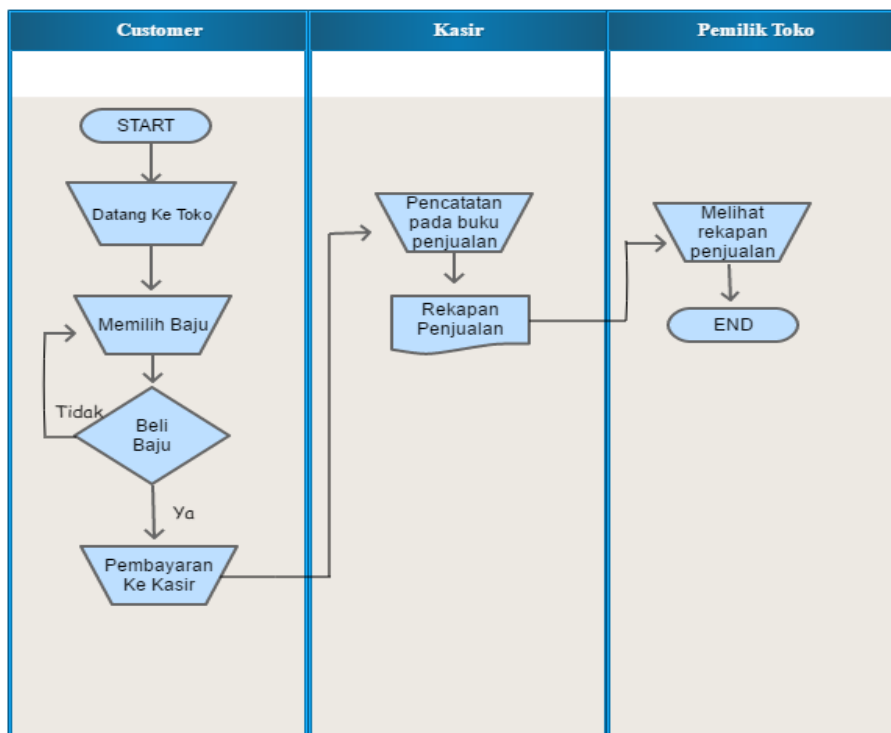 Customer
Kasir
Pemilik Toko
START
Datang Ke Toko
Memilih Baju
Tidak
Beli
Baju
Ya
Pembayaran
Ke Kasir
Pencatatan
pada buku
penjualan
Rekapan
Penjualan
Melihat
rekapan
penjualan
END